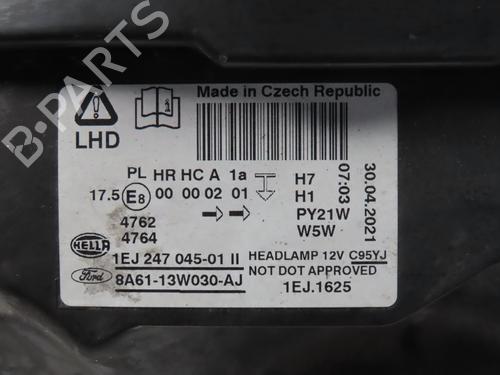 Made in Czech Republic
LHD
PL HR HC A 1a
17.5 E8 00 00 02 01
4762
4764
H7
H1
PY21W
W5W
07:03
30.04.2021
HELLA
1EJ 247 045-01 II
HEADLAMP 12V C95YJ
Ford
8A61-13W030-AJ
NOT DOT APPROVED
1EJ.1625
B-PARTS